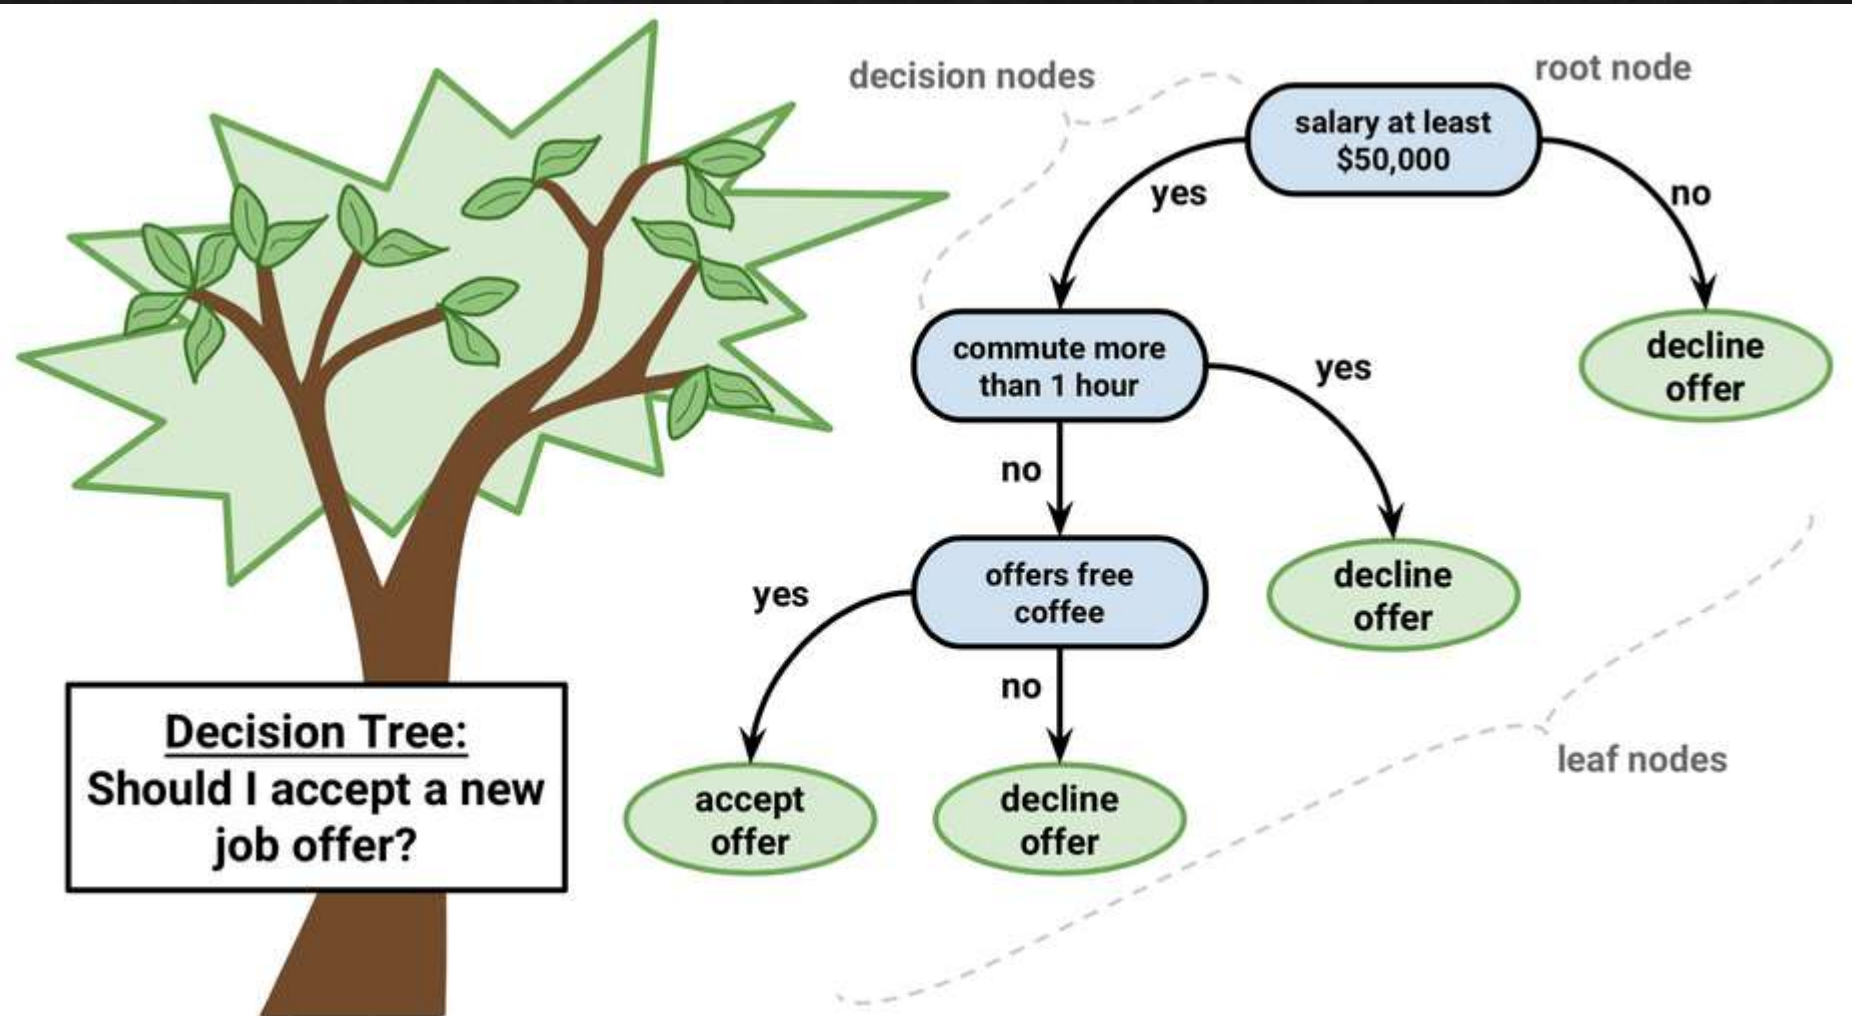 decision nodes
root node
salary at least
$50,000
yes
no
commute more
than 1 hour
yes
decline
offer
no
offers free
coffee
decline
offer
yes
no
Decision Tree:
Should I accept a new
job offer?
accept
offer
decline
offer
leaf nodes